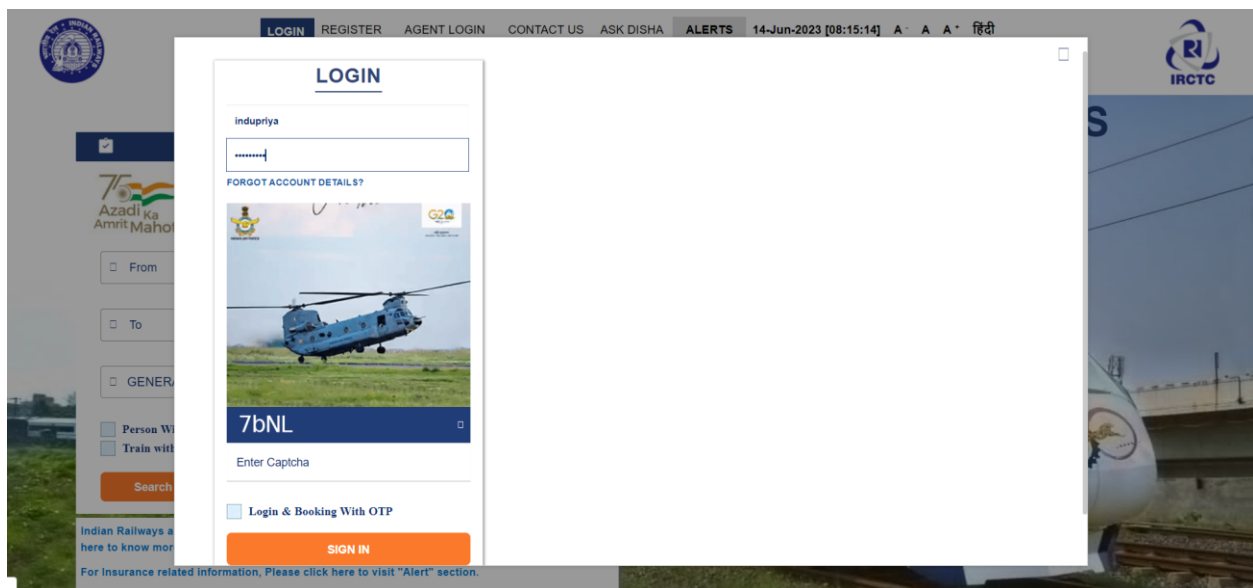 LOGIN REGISTER AGENT LOGIN CONTACT US ASK DISHA ALERTS 14-Jun-2023 [08:15:14] A- A A+ हिंदी
IRCTC
LOGIN
indupriya
FORGOT ACCOUNT DETAILS?
75
Azadi Ka
Amrit Mahot
G20
From
To
GENERA
7bNL
Enter Captcha
Person Wi
Train with
Search
Login & Booking With OTP
SIGN IN
Indian Railways a
here to know mor
For Insurance related information, Please click here to visit "Alert" section.
S